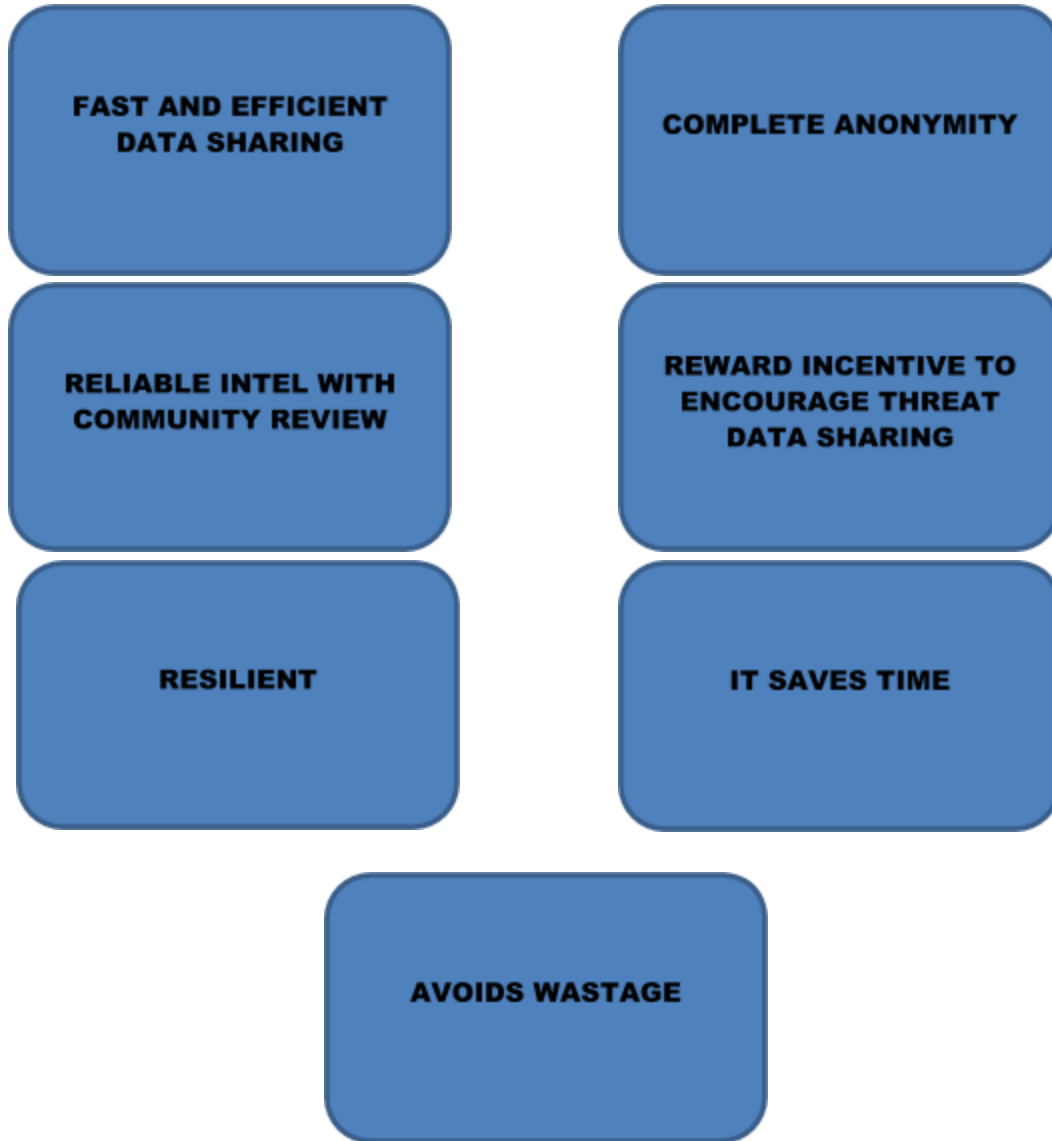 FAST AND EFFICIENT
DATA SHARING
COMPLETE ANONYMITY
RELIABLE INTEL WITH
COMMUNITY REVIEW
REWARD INCENTIVE TO
ENCOURAGE THREAT
DATA SHARING
RESILIENT
IT SAVES TIME
AVOIDS WASTAGE